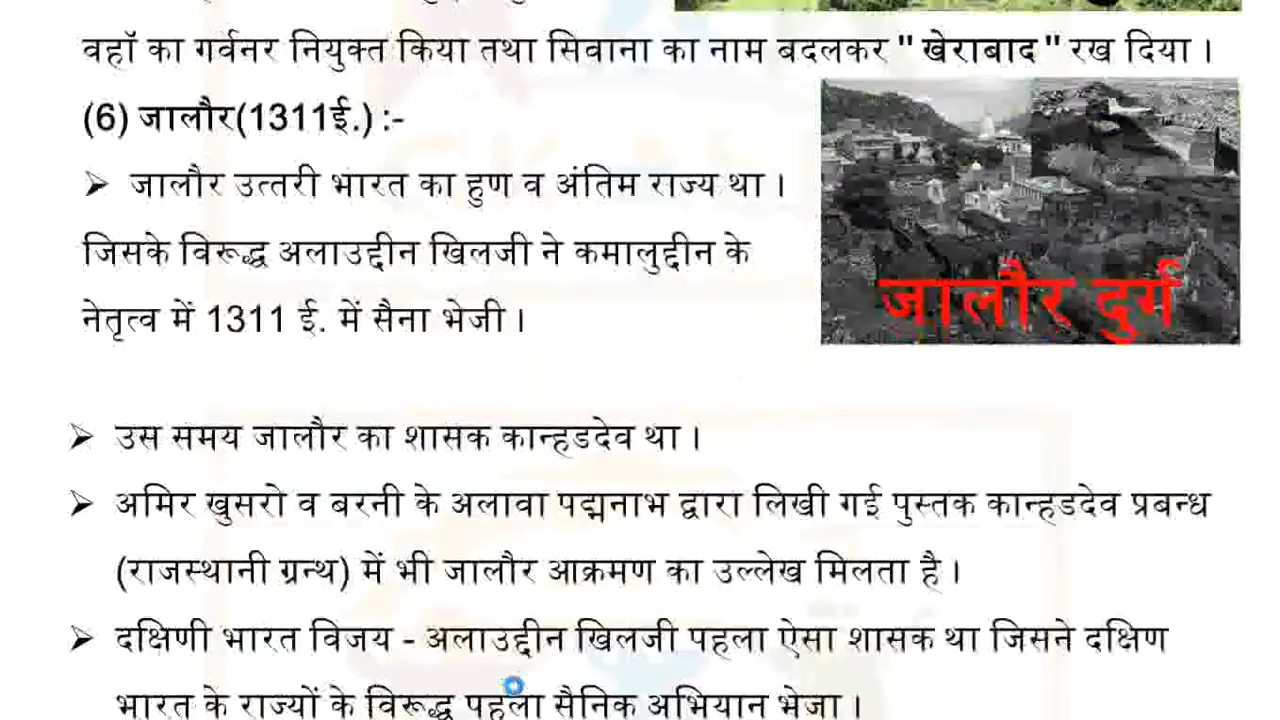 वहाॅ का गर्वनर नियुक्त किया तथा सिवाना का नाम बदलकर " खेराबाद " रख दिया ।
(6) जालौर(1311ई.) :-
➢ जालौर उत्तरी भारत का हुण व अंतिम राज्य था ।
जिसके विरूद्ध अलाउद्दीन खिलजी ने कमालुद्दीन के
नेतृत्व में 1311 ई. में सैना भेजी ।
जालौर दुर्ग
➢ उस समय जालौर का शासक कान्हडदेव था ।
➢ अमिर खुसरो व बरनी के अलावा पद्मनाभ द्वारा लिखी गई पुस्तक कान्हडदेव प्रबन्ध
(राजस्थानी ग्रन्थ) में भी जालौर आक्रमण का उल्लेख मिलता है ।
➢ दक्षिणी भारत विजय - अलाउद्दीन खिलजी पहला ऐसा शासक था जिसने दक्षिण
भारत के राज्यों के विरूद्ध पहला सैनिक अभियान भेजा ।